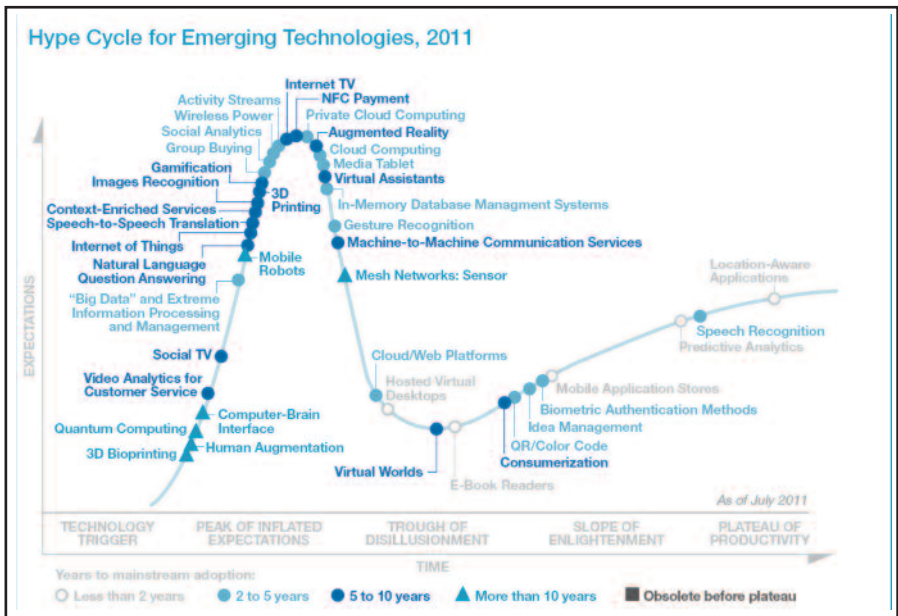 Hype Cycle for Emerging Technologies, 2011
Internet TV
NFC Payment
Activity Streams
Wireless Power
Private Cloud Computing
Social Analytics
Augmented Reality
Group Buying
Cloud Computing
Gamification
Media Tablet
Images Recognition
Virtual Assistants
3D
Printing
In-Memory Database Managment Systems
Context-Enriched Services
Speech-to-Speech Translation
Gesture Recognition
Internet of Things
Machine-to-Machine Communication Services
Natural Language
Question Answering
Mobile
Robots
Mesh Networks: Sensor
Location-Aware
Applications
"Big Data" and Extreme
Information Processing
and Management
EXPECTATIONS
Speech Recognition
Predictive Analytics
Social TV
Cloud/Web Platforms
Video Analytics for
Customer Service
Hosted Virtual
Desktops
Mobile Application Stores
Biometric Authentication Methods
Computer-Brain
Interface
Idea Management
Quantum Computing
QR/Color Code
Human Augmentation
3D Bioprinting
Consumerization
Virtual Worlds
E-Book Readers
As of July 2011
TECHNOLOGY
TRIGGER
PEAK OF INFLATED
EXPECTATIONS
TROUGH OF
DISILLUSIONMENT
SLOPE OF
ENLIGHTENMENT
PLATEAU OF
PRODUCTIVITY
TIME
Years to mainstream adoption:
Less than 2 years
2 to 5 years
5 to 10 years
More than 10 years
Obsolete before plateau